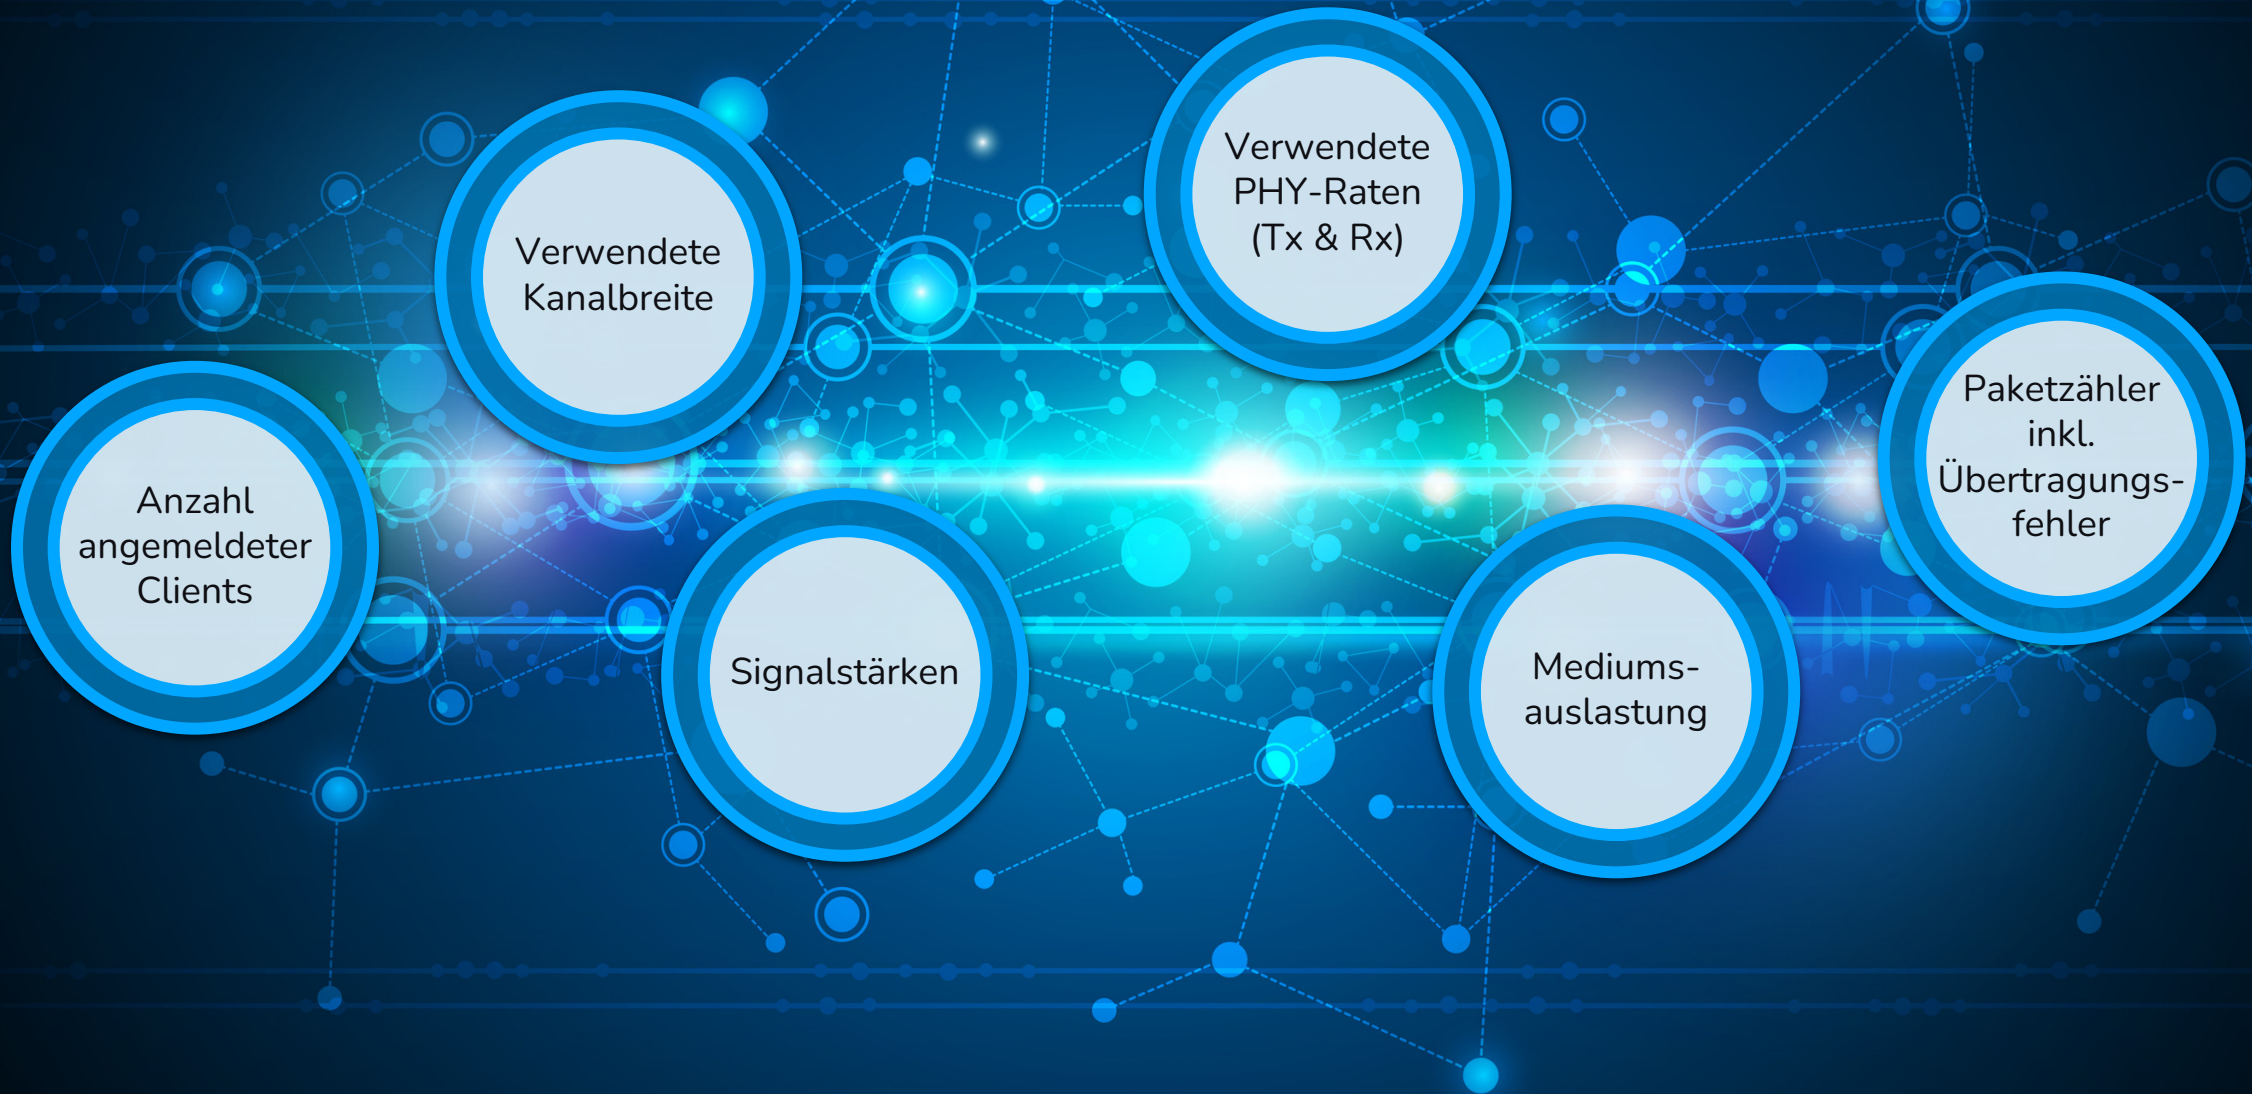 Anzahl
angemeldeter
Clients
Verwendete
Kanalbreite
Signalstärken
Verwendete
PHY-Raten
(Tx & Rx)
Mediums-
auslastung
Paketzähler
inkl.
Übertragungs-
fehler